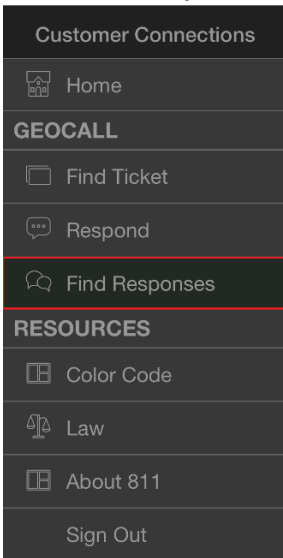 Customer Connections
Home
GEOCALL
Find Ticket
Respond
Find Responses
RESOURCES
Color Code
Law
About 811
Sign Out